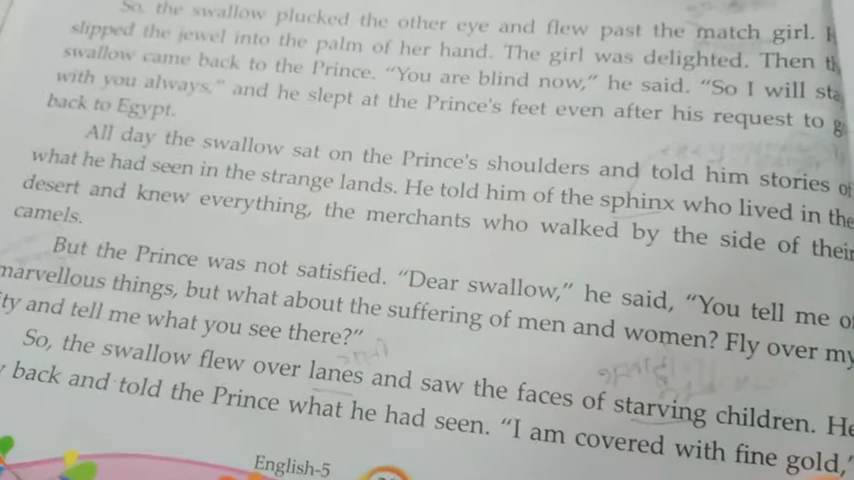 So, the swallow plucked the other eye and flew past the match girl.
slipped the jewel into the palm of her hand. The girl was delighted. Then
swallow came back to the Prince. “You are blind now,” he said. “So I will
with you always,” and he slept at the Prince's feet even after his request to
back to Egypt.
All day the swallow sat on the Prince's shoulders and told him stories of
what he had seen in the strange lands. He told him of the sphinx who lived in the
desert and knew everything, the merchants who walked by the side of their
camels.
But the Prince was not satisfied. “Dear swallow,” he said, “You tell me of
marvellous things, but what about the suffering of men and women? Fly over my
and tell me what you see there?”
So, the swallow flew over lanes and saw the faces of starving children. He
back and told the Prince what he had seen. “I am covered with fine gold,”
English-5